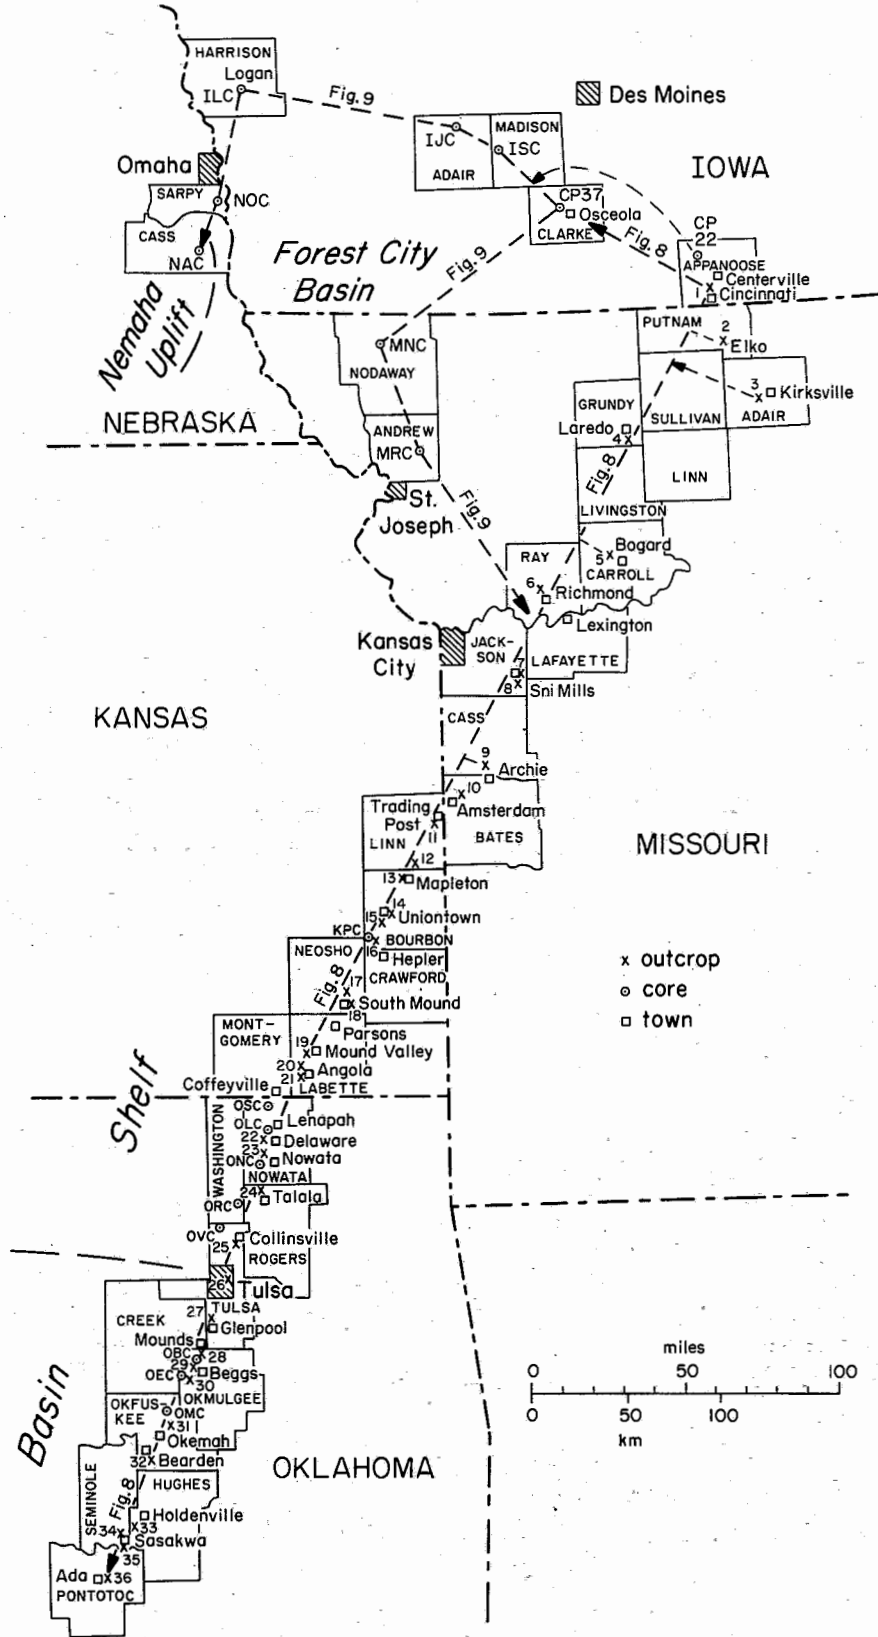 HARRISON
Logan
ILC
Fig. 9
Des Moines
IJC
MADISON
ISC
ADAIR
IOWA
Omaha
SARPY
NOC
CASS
NAC
CP37
Osceola
CLARKE
Fig. 8
CP
22
APPANOOSE
Centerville
1
Cincinnati
Forest City
Basin
Fig. 9
Nemaha
Uplift
MNC
NODAWAY
PUTNAM
2
Elko
3
Kirksville
GRUNDY
SULLIVAN
ADAIR
Laredo
4
NEBRASKA
ANDREW
MRC
Fig. 8
LINN
St.
Joseph
Fig. 9
LIVINGSTON
RAY
5
Bogard
CARROLL
6
Richmond
Lexington
Kansas
City
JACK-
SON
LAFAYETTE
7
8
Sni Mills
KANSAS
CASS
9
Archie
10
Amsterdam
Trading
Post
11
LINN
BATES
12
MISSOURI
13
Mapleton
14
15
Uniontown
KPC
BOURBON
16
Hepler
NEOSHO
CRAWFORD
Fig. 8
17
South Mound
18
x outcrop
core
town
MONT-
GOMERY
Parsons
19
Mound Valley
20
Angola
21
LABETTE
Coffeyville
Shelf
OSC
OLC
Lenapah
22
Delaware
23
ONC
Nowata
WASHINGTON
NOWATA
24
Talala
ORC
OVC
Collinsville
25
ROGERS
26
Tulsa
27
TULSA
CREEK
Glenpool
Mounds
OBC
28
29
Beggs
OEC
30
OKMULGEE
Basin
OKFUS-
KEE
OMC
31
Okemah
32
Bearden
OKLAHOMA
SEMINOLE
HUGHES
Fig. 8
Holdenville
34
33
Sasakwa
35
Ada
36
PONTOTOC
miles
0 50 100
0 50 100
km